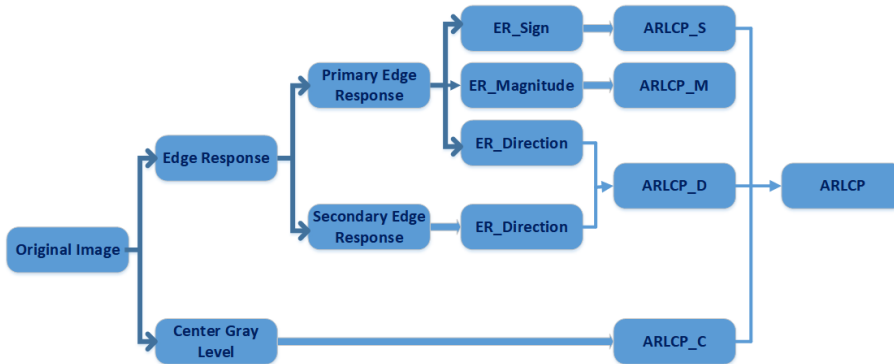 ER_Sign
ARLCP_S
Primary Edge
Response
ER_Magnitude
ARLCP_M
ER_Direction
Edge Response
ARLCP_D
ARLCP
Secondary Edge
Response
ER_Direction
Original Image
Center Gray
Level
ARLCP_C